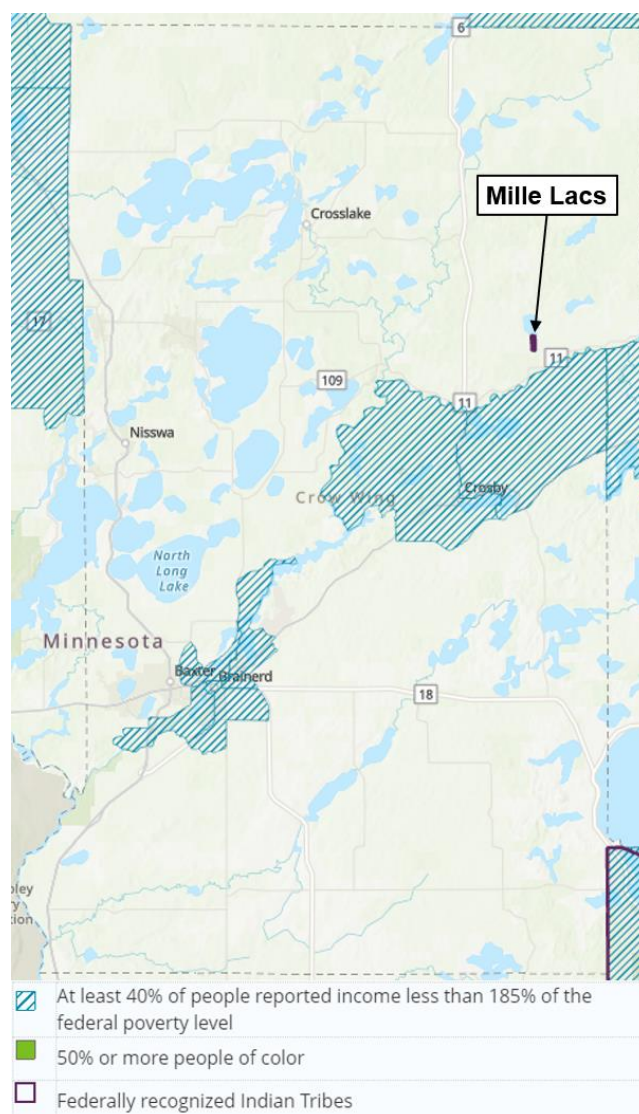 6
Mille Lacs
Crosslake
17
11
109
11
Nisswa
Crosby
Crow Wing
North
Long
Lake
Minnesota
Baxter
Brainerd
18
At least 40% of people reported income less than 185% of the
federal poverty level
50% or more people of color
Federally recognized Indian Tribes